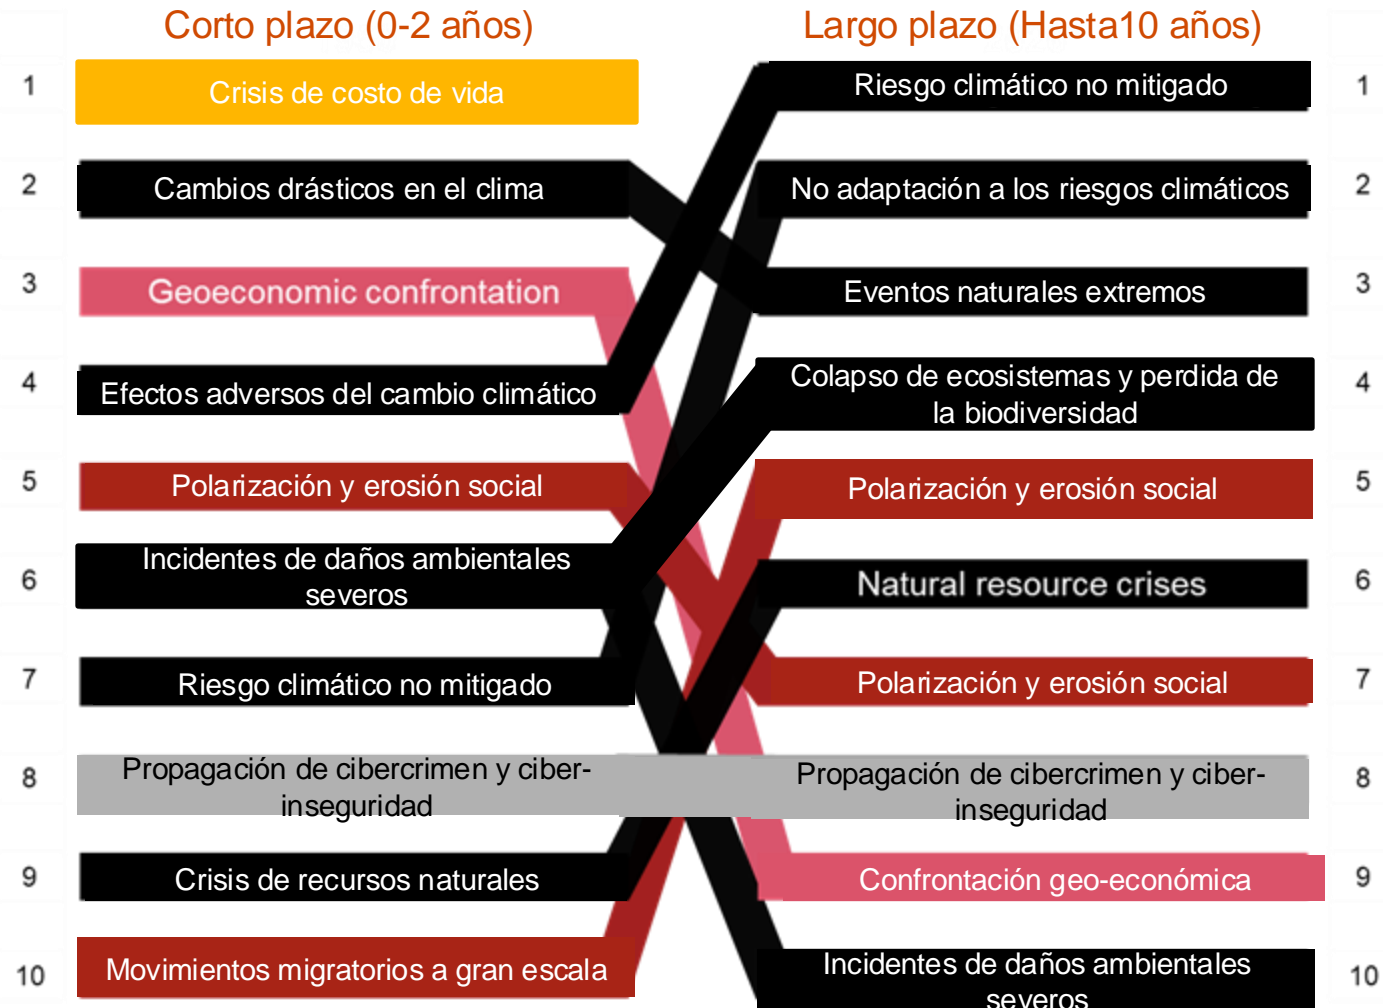 Corto plazo (0-2 años)
Largo plazo (Hasta10 años)
1
Crisis de costo de vida
Riesgo climático no mitigado
1
2
Cambios drásticos en el clima
No adaptación a los riesgos climáticos
2
3
Geoeconomic confrontation
Eventos naturales extremos
3
4
Efectos adversos del cambio climático
Colapso de ecosistemas y perdida de
la biodiversidad
4
5
Polarización y erosión social
Polarización y erosión social
5
6
Incidentes de daños ambientales
severos
Natural resource crises
6
7
Riesgo climático no mitigado
Polarización y erosión social
7
8
Propagación de cibercrimen y ciber-
inseguridad
Propagación de cibercrimen y ciber-
inseguridad
8
9
Crisis de recursos naturales
Confrontación geo-económica
9
10
Movimientos migratorios a gran escala
Incidentes de daños ambientales
severos
10